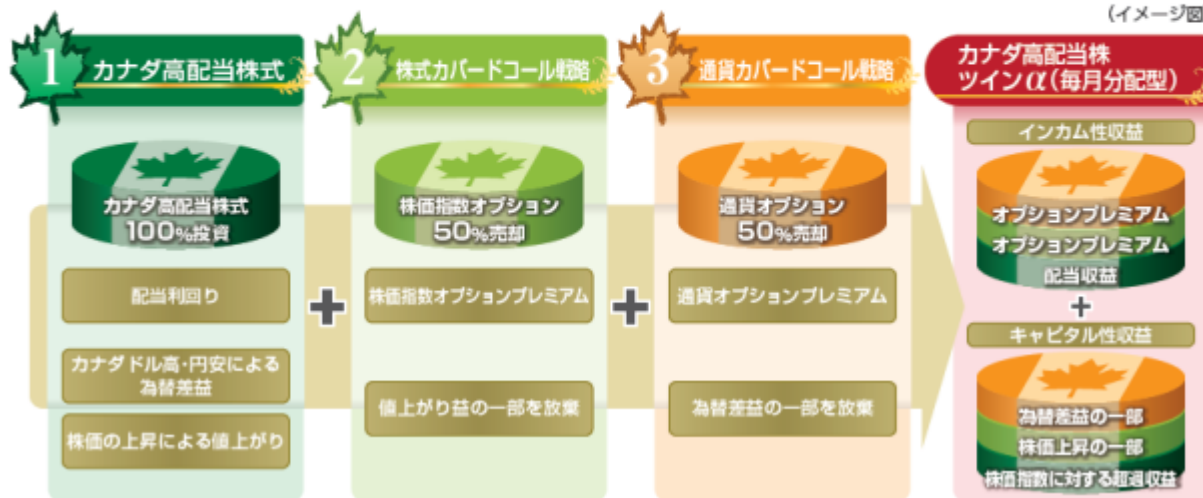 (イメージ図
1 カナダ高配当株式
カナダ高配当株式
100%投資
配当利回り
カナダドル高・円安による
為替差益
株価の上昇による値上がり
+
2 株式カバードコール戦略
株価指数オプション
50%売却
株価指数オプションプレミアム
値上がり益の一部を放棄
+
3 通貨カバードコール戦略
通貨オプション
50%売却
通貨オプションプレミアム
為替差益の一部を放棄
カナダ高配当株
ツインα(毎月分配型)
インカム性収益
オプションプレミアム
オプションプレミアム
配当収益
+
キャピタル性収益
為替差益の一部
株価上昇の一部
株価指数に対する超過収益